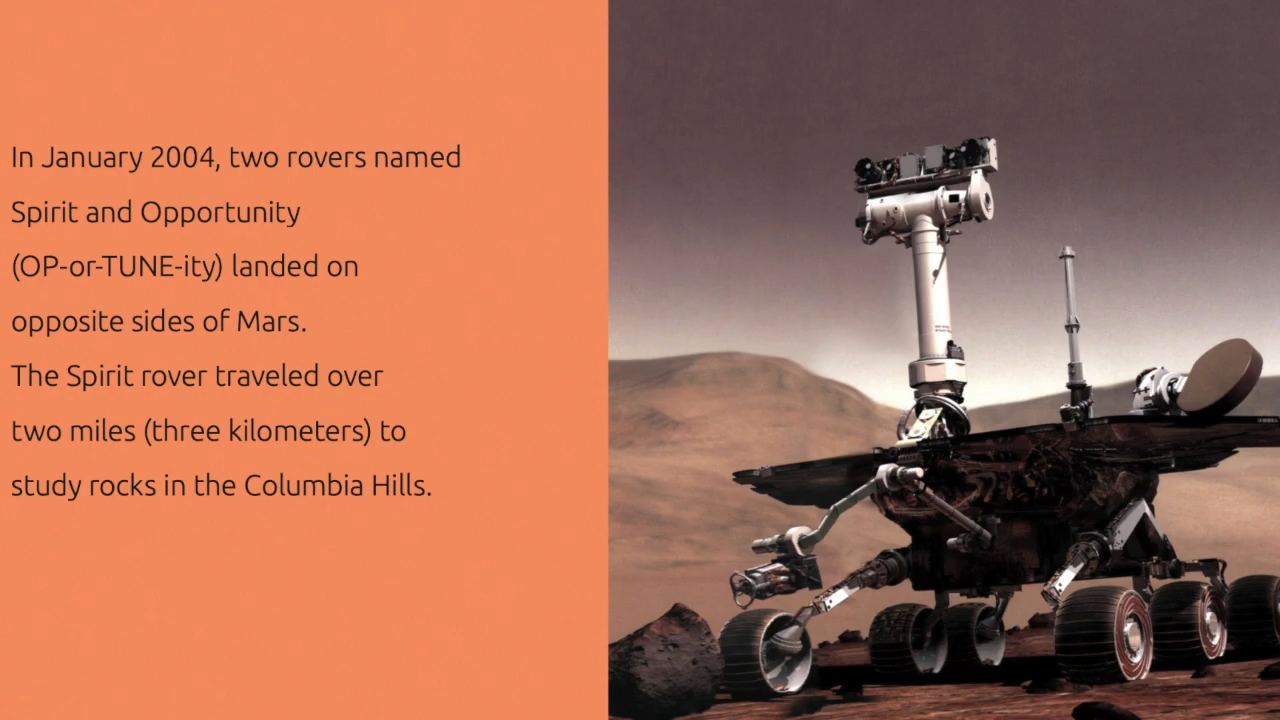 In January 2004, two rovers named
Spirit and Opportunity
(OP-or-TUNE-ity) landed on
opposite sides of Mars.
The Spirit rover traveled over
two miles (three kilometers) to
study rocks in the Columbia Hills.